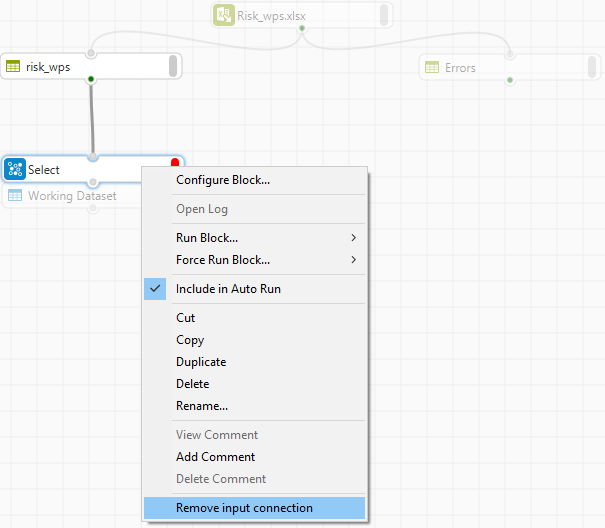 Risk_wps.xlsx
risk_wps
Errors
Select
Working Dataset
Configure Block...
Open Log
Run Block...
Force Run Block...
Include in Auto Run
Cut
Copy
Duplicate
Delete
Rename...
View Comment
Add Comment
Delete Comment
Remove input connection